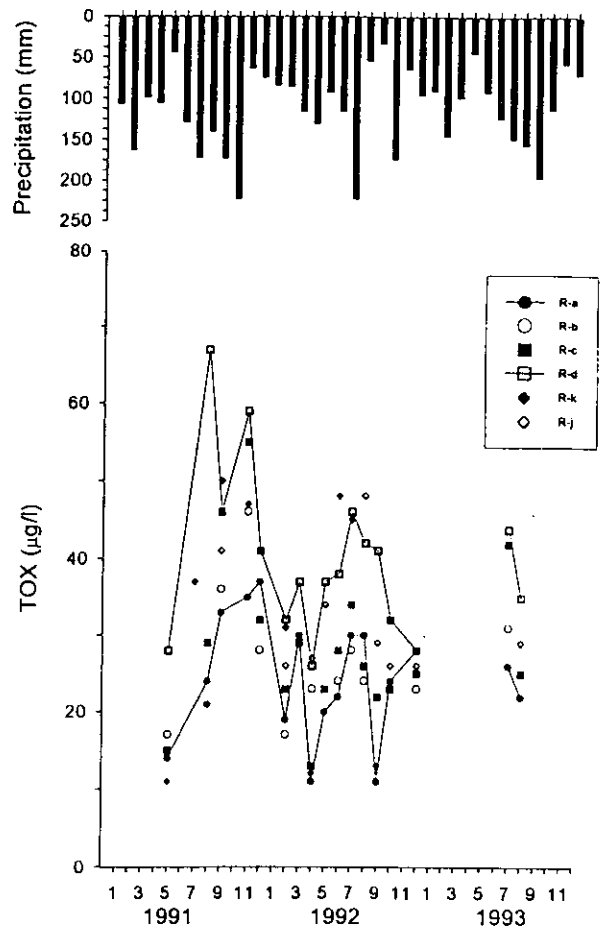 Precipitation (mm)
0
50
100
150
200
250
TOX (µg/l)
80
60
40
20
0
R-a
R-b
R-c
R-d
R-k
R-j
1 3 5 7 9 11 1 3 5 7 9 11 1 3 5 7 9 11
1991 1992 1993